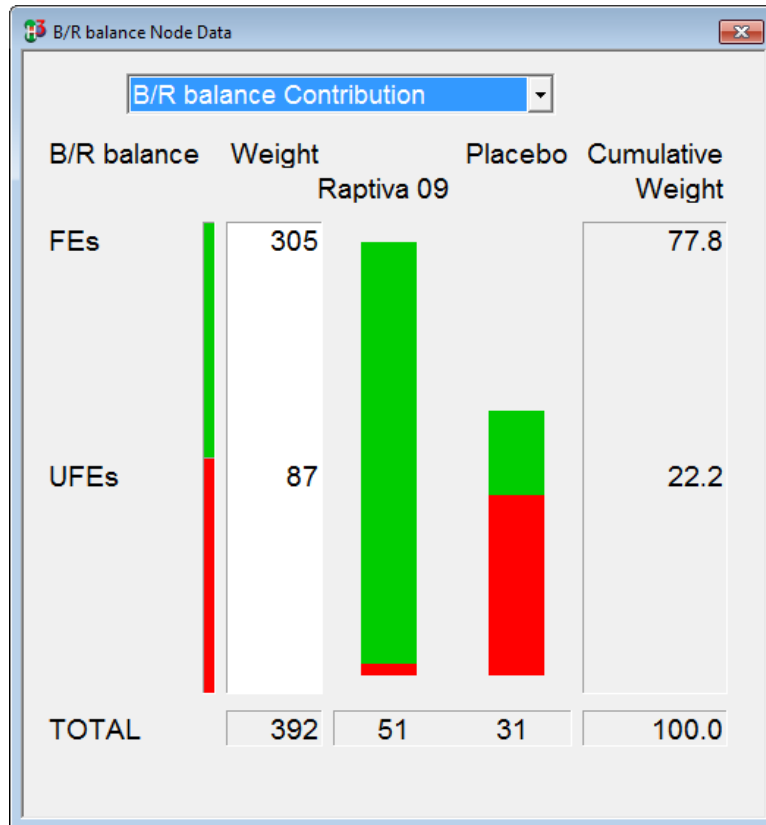 B/R balance Node Data
B/R balance Contribution
B/R balance Weight Placebo Cumulative
Raptiva 09 Weight
FEs 305 77.8
UFEs 87 22.2
TOTAL 392 51 31 100.0